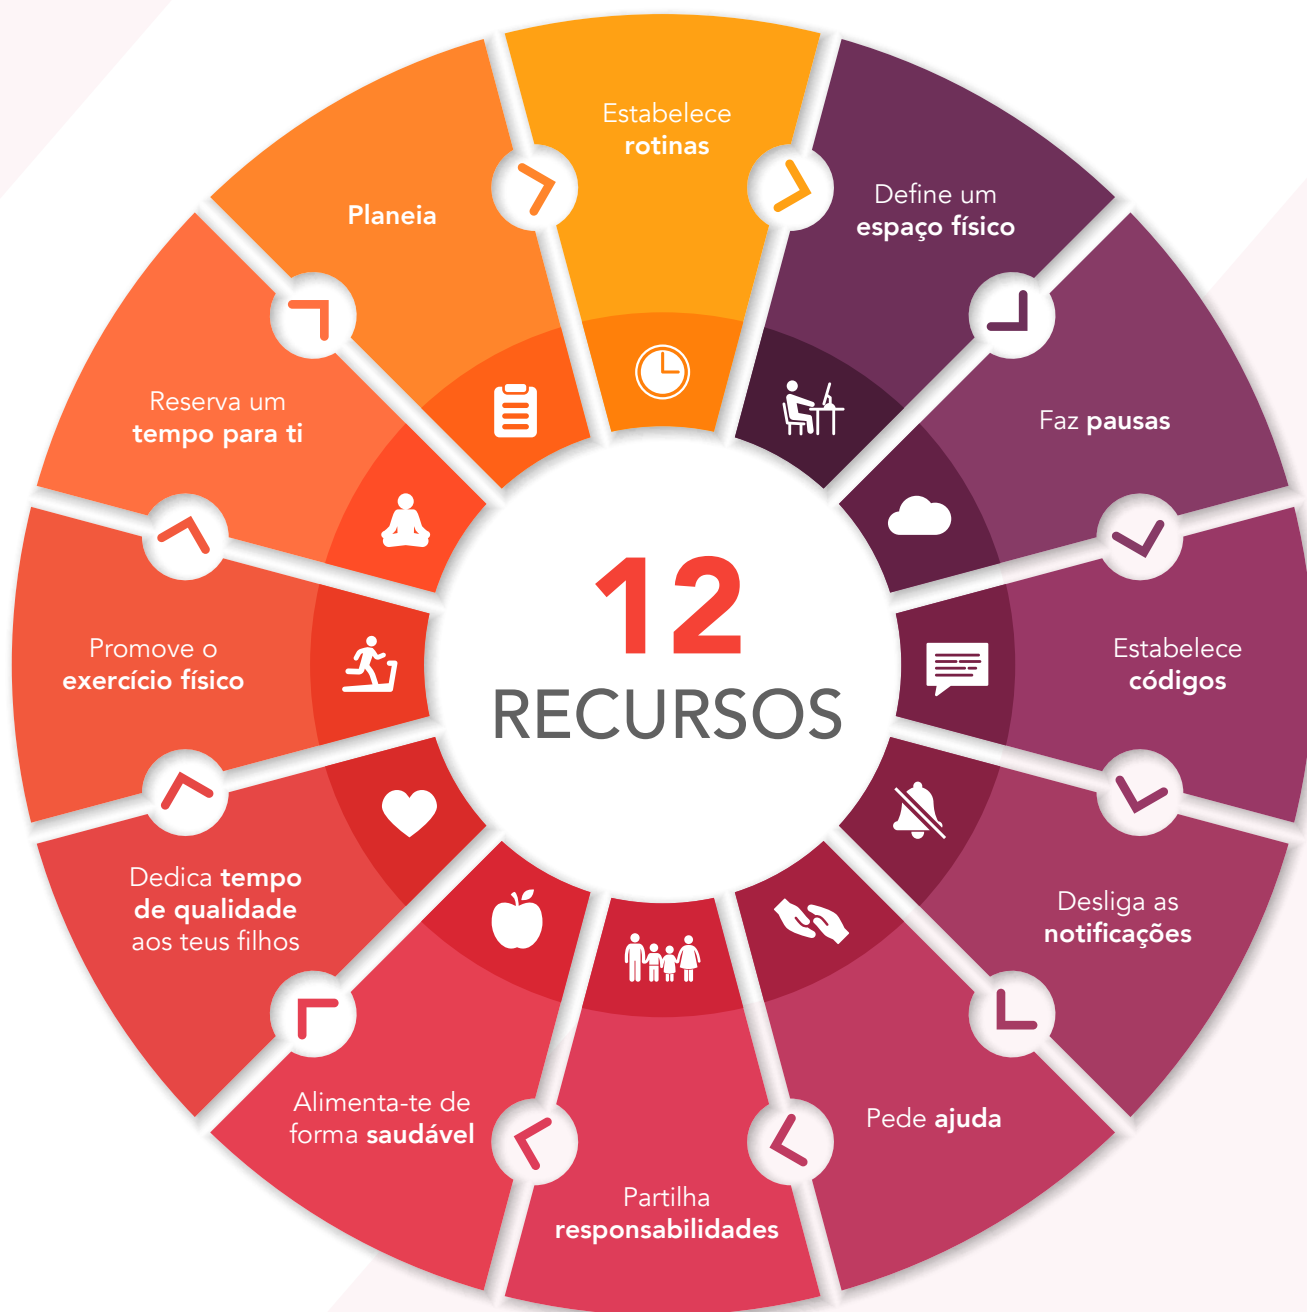 12
RECURSOS
Estabelece
rotinas
Define um
espaço físico
Faz pausas
Estabelece
códigos
Desliga as
notificações
Pede ajuda
Partilha
responsabilidades
Alimenta-te de
forma saudável
Dedica tempo
de qualidade
aos teus filhos
Promove o
exercício físico
Reserva um
tempo para ti
Planeia